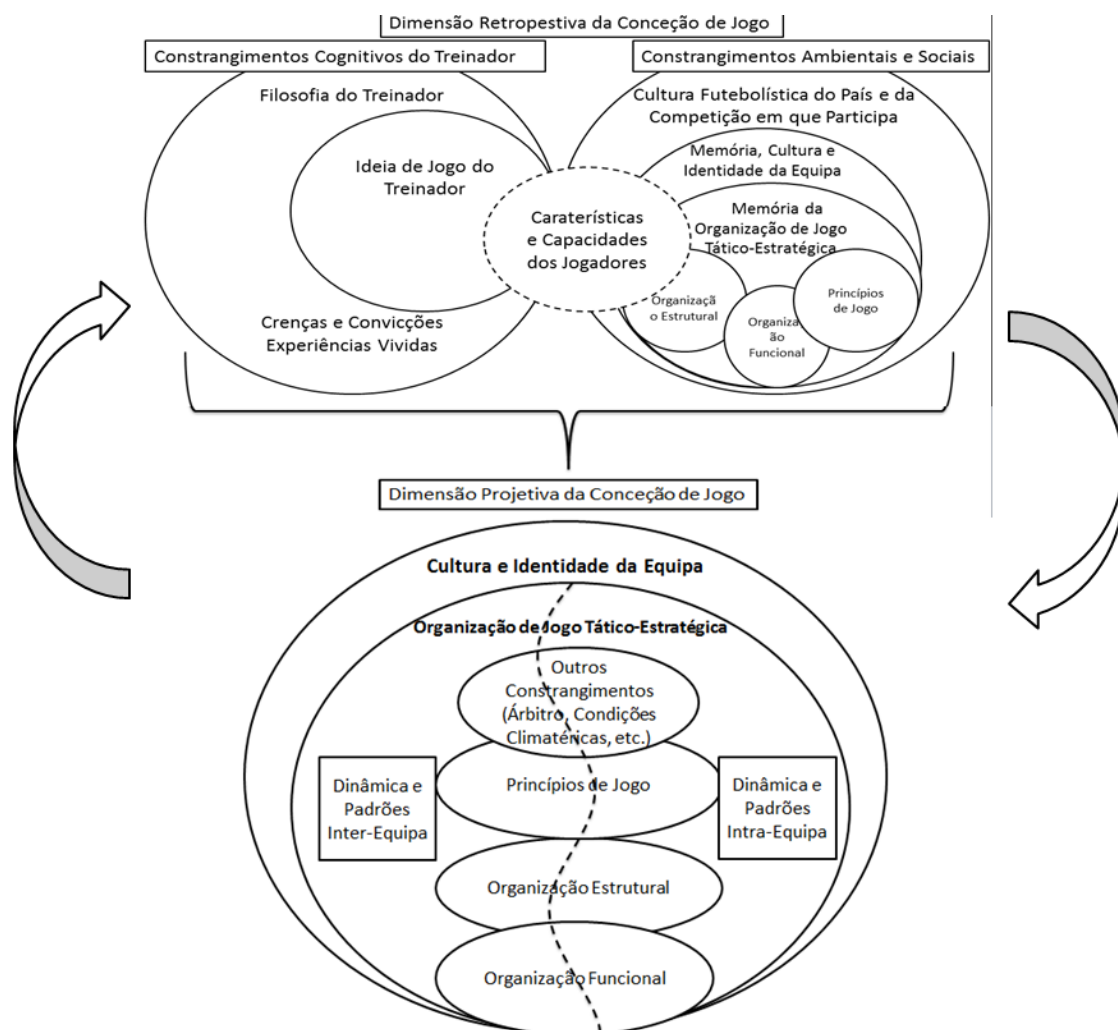 Dimensão Retropestiva da Conceção de Jogo
Constrangimentos Cognitivos do Treinador
Constrangimentos Ambientais e Sociais
Filosofia do Treinador
Ideia de Jogo do
Treinador
Crenças e Convicções
Experiências Vividas
Caraterísticas
e Capacidades
dos Jogadores
Cultura Futebolística do País e da
Competição em que Participa
Memória, Cultura e
Identidade da Equipa
Memória da
Organização de Jogo
Tático-Estratégica
Organizaçã
o Estrutural
Organizaç
ão
Funcional
Princípios
de Jogo
Dimensão Projetiva da Conceção de Jogo
Cultura e Identidade da Equipa
Organização de Jogo Tático-Estratégica
Outros
Constrangimentos
(Árbitro, Condições
Climatéricas, etc.)
Princípios de Jogo
Dinâmica e
Padrões
Inter-Equipa
Dinâmica e
Padrões
Intra-Equipa
Organização Estrutural
Organização Funcional